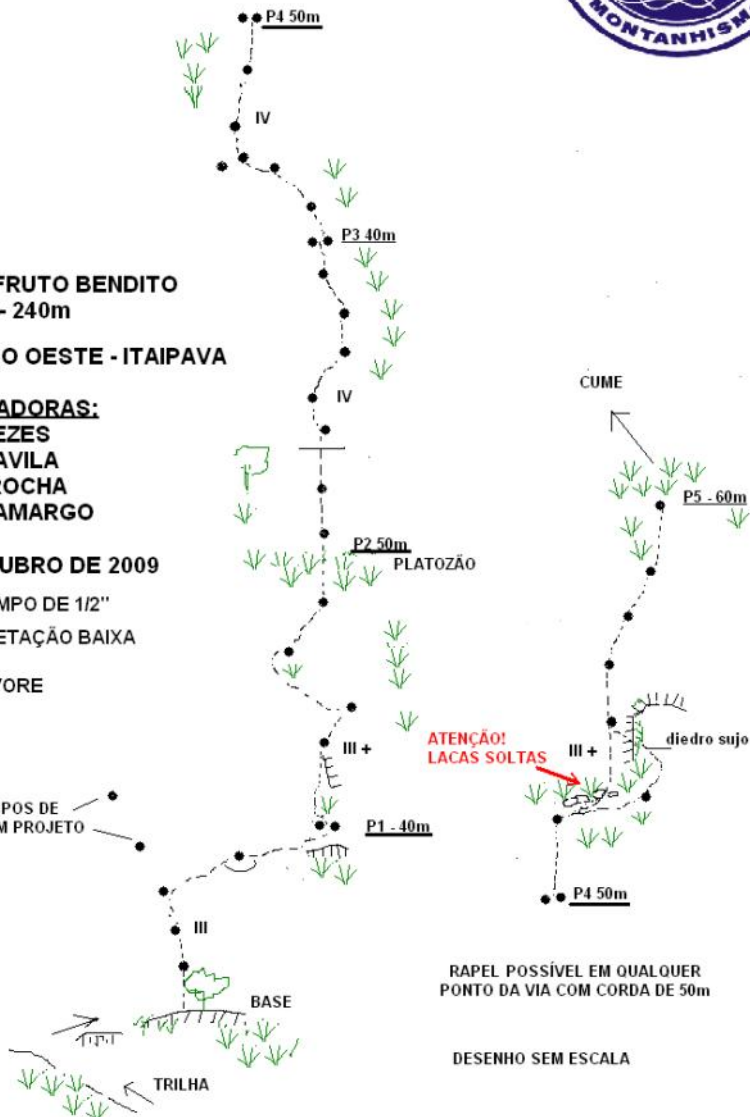 MONTANHISMO
FRUTO BENDITO
- 240m
O OESTE - ITAIPAVA
ADORAS:
EZES
AVILA
ROCHA
AMARGO
UBRO DE 2009
MPO DE 1/2"
ETAÇÃO BAIXA
VORE
POS DE
M PROJETO
P4 50m
IV
P3 40m
IV
P2 50m
PLATOZÃO
III +
P1 - 40m
III
BASE
TRILHA
CUME
P5 - 60m
diedro sujo
III +
ATENÇÃO!
LACAS SOLTAS
P4 50m
RAPEL POSSÍVEL EM QUALQUER
PONTO DA VIA COM CORDA DE 50m
DESENHO SEM ESCALA